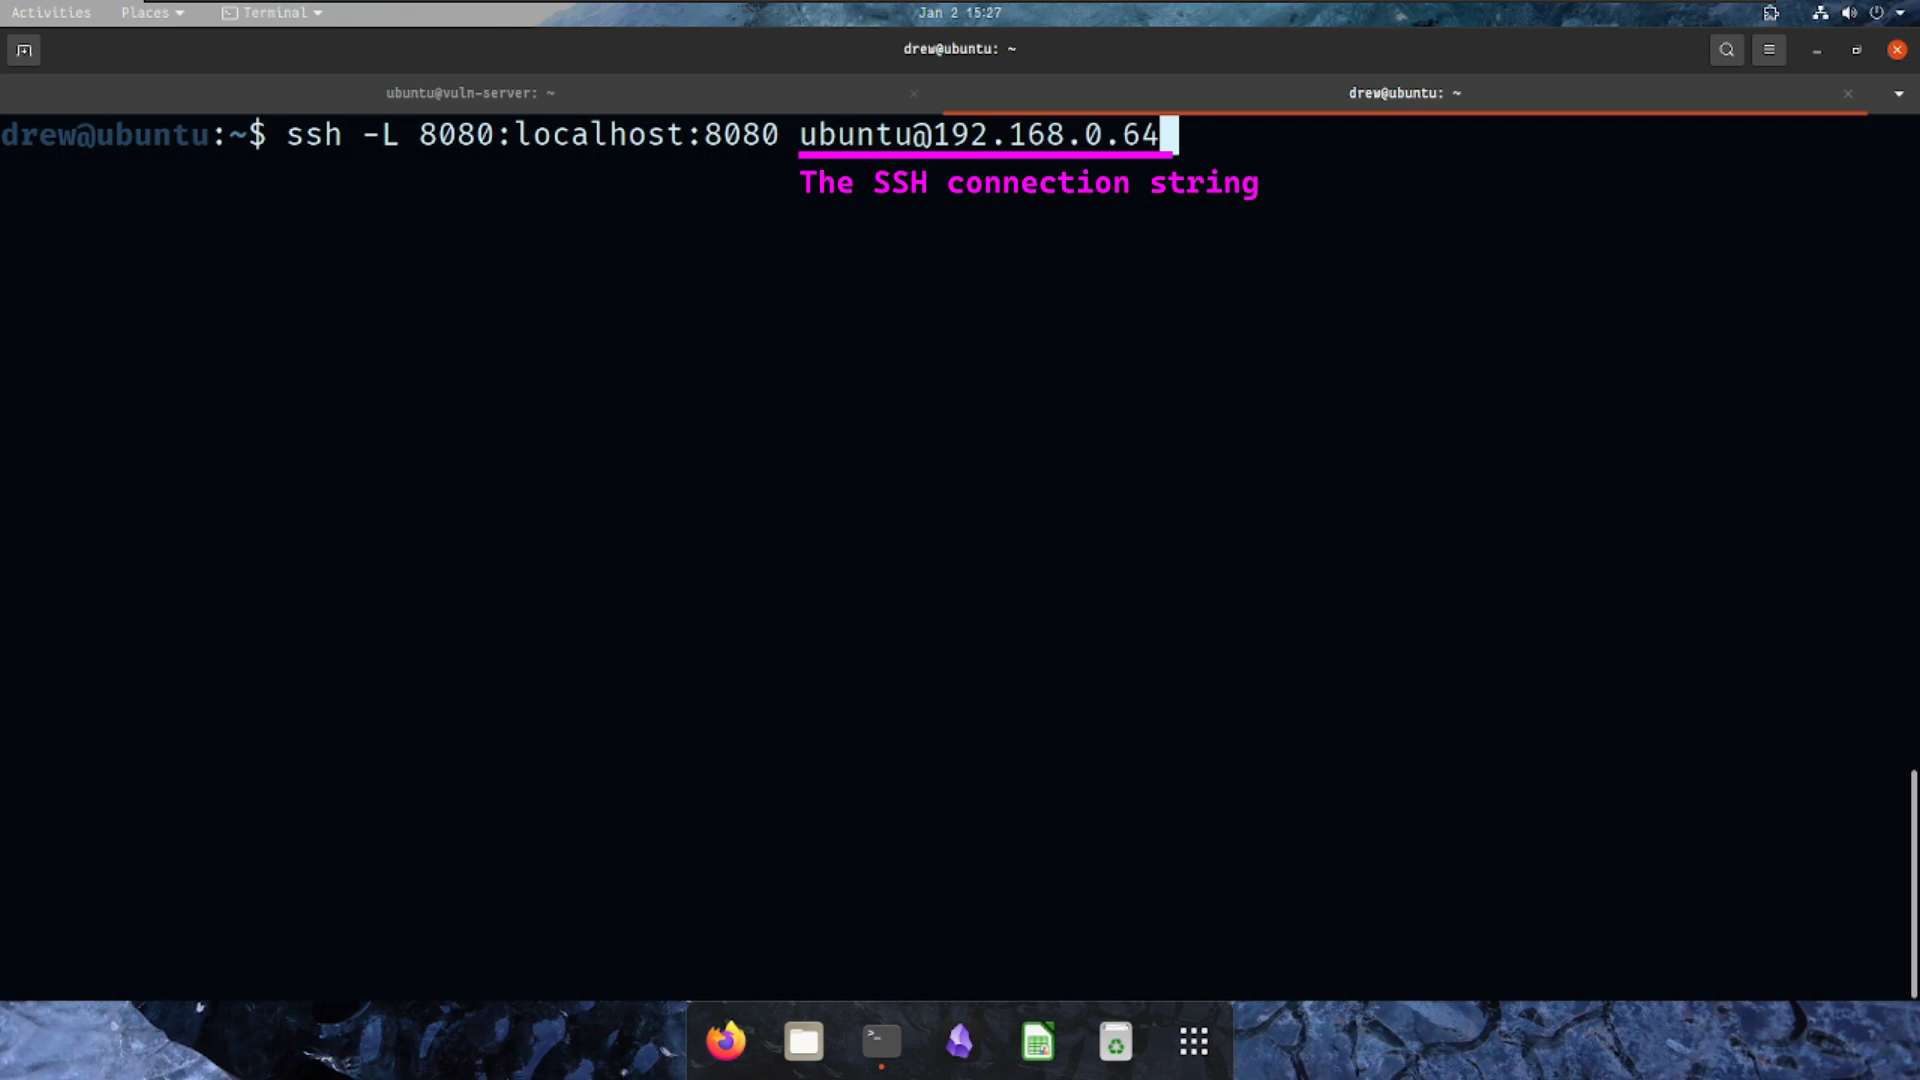 Activities Places Terminal Jan 2 15:27
drew@ubuntu: ~
ubuntu@vuln-server: ~ drew@ubuntu: ~
drew@ubuntu:~$ ssh -L 8080:localhost:8080 ubuntu@192.168.0.64
The SSH connection string